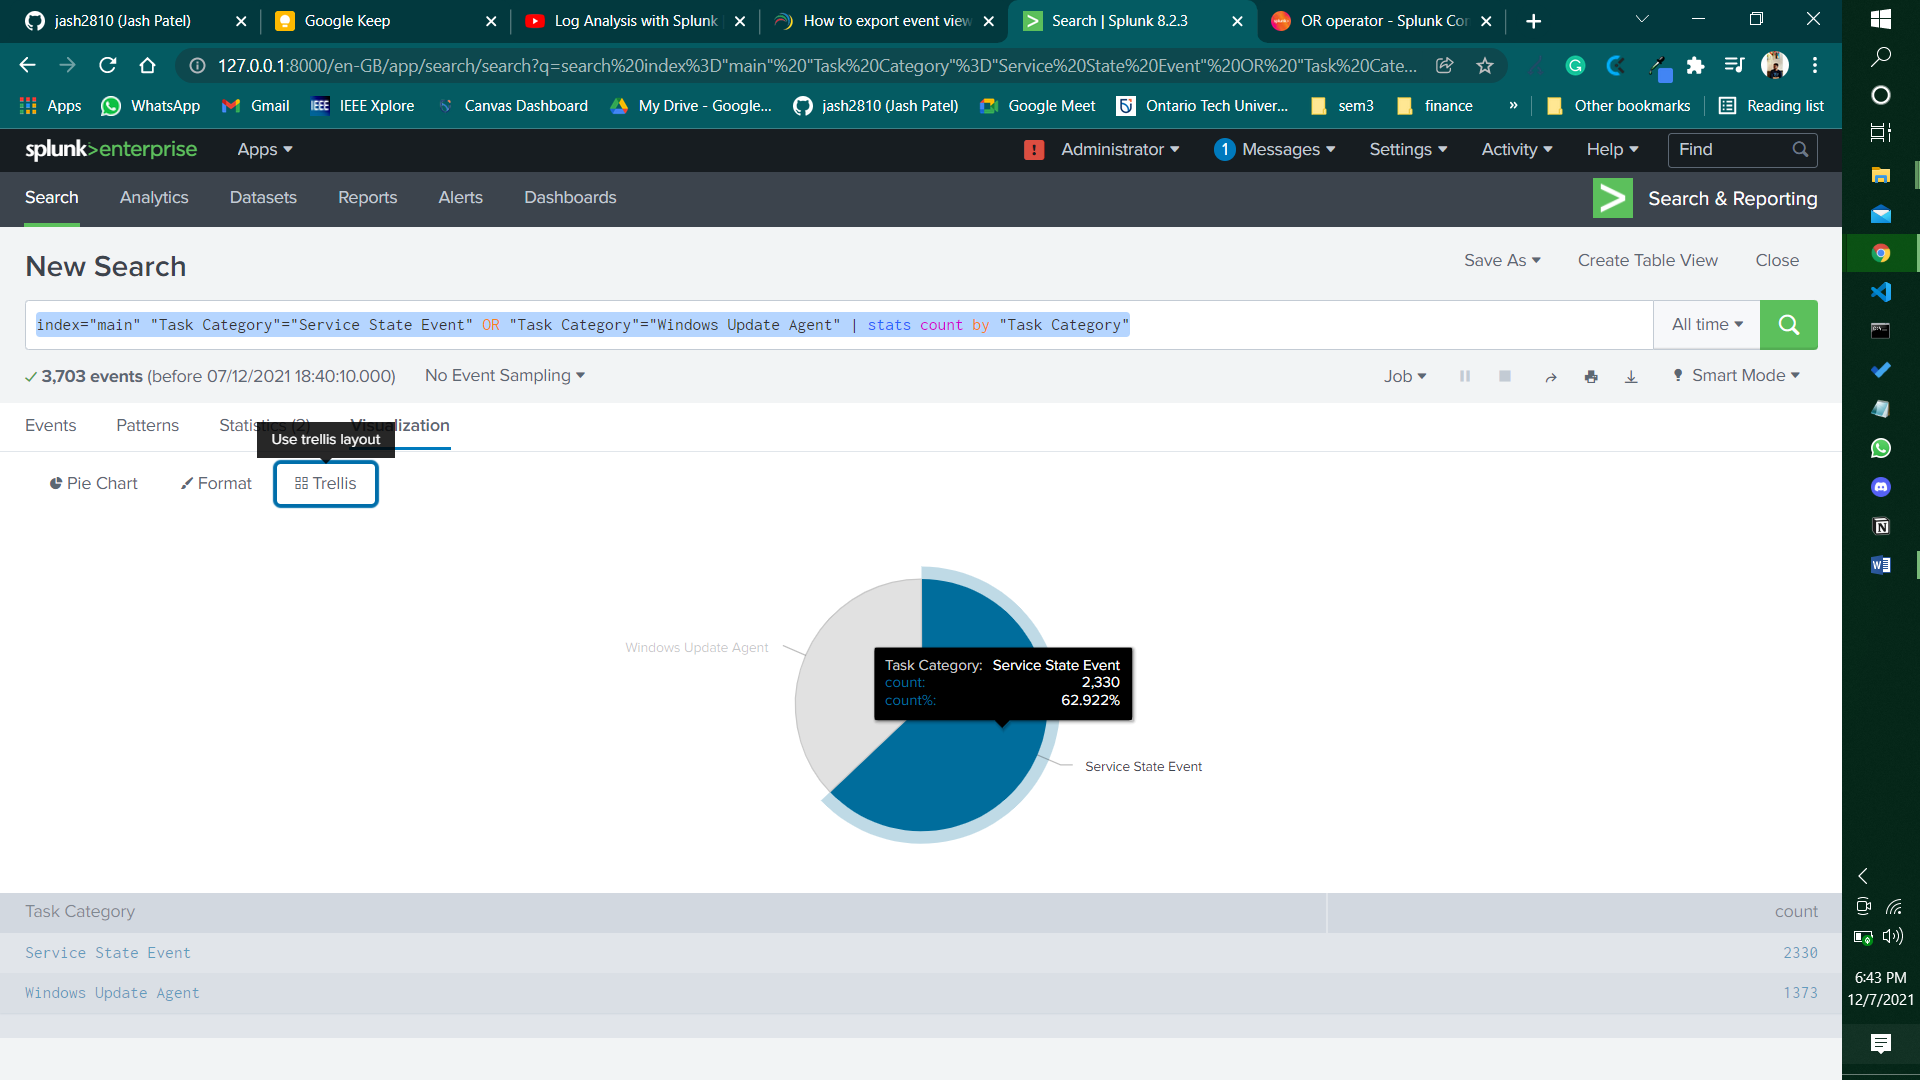 jash2810 (Jash Patel)
Google Keep
Log Analysis with Splunk
How to export event view
Search | Splunk 8.2.3
OR operator - Splunk Co
127.0.0.1:8000/en-GB/app/search/search?q=search%20index%3D"main"%20"Task%20Category"%3D"Service%20State%20Event"%20OR%20"Task%20Cate...
Apps
WhatsApp
Gmail
IEEE Xplore
Canvas Dashboard
My Drive - Google...
jash2810 (Jash Patel)
Google Meet
Ontario Tech Univer...
sem3
finance
»
Other bookmarks
Reading list
splunk>enterprise
Apps
Administrator
1 Messages
Settings
Activity
Help
Find
Search
Analytics
Datasets
Reports
Alerts
Dashboards
Search & Reporting
New Search
Save As
Create Table View
Close
index="main" "Task Category"="Service State Event" OR "Task Category"="Windows Update Agent" | stats count by "Task Category"
All time
3,703 events (before 07/12/2021 18:40:10.000)
No Event Sampling
Job
Smart Mode
Events
Patterns
Statistics (2)
Visualization
Use trellis layout
Pie Chart
Format
Trellis
Windows Update Agent
Task Category: Service State Event
count: 2,330
count%: 62.922%
Service State Event
Task Category count
Service State Event 2330
Windows Update Agent 1373
6:43 PM
12/7/2021